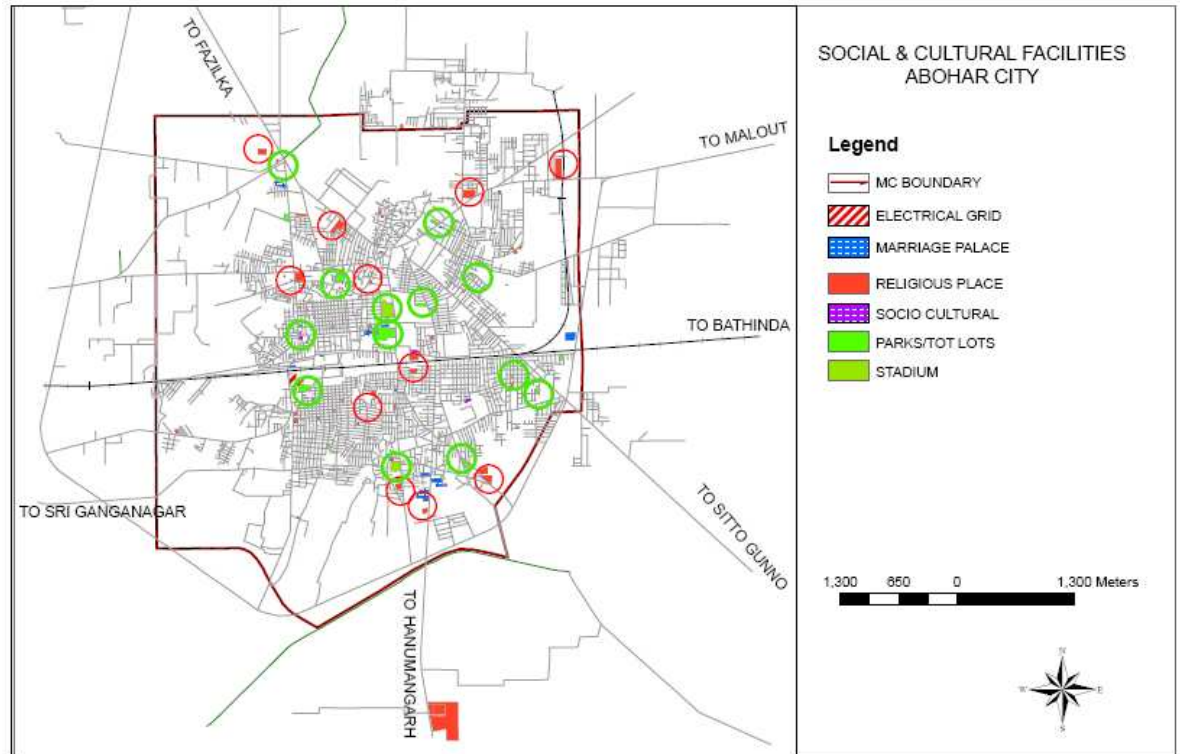 SOCIAL & CULTURAL FACILITIES
ABOHAR CITY
Legend
MC BOUNDARY
ELECTRICAL GRID
MARRIAGE PALACE
RELIGIOUS PLACE
SOCIO CULTURAL
PARKS/TOT LOTS
STADIUM
1,300 650 0 1,300 Meters
N
W E
S
TO FAZILKA
TO MALOUT
TO BATHINDA
TO SRI GANGANAGAR
TO SITTO GUNNO
TO HANUMANGARH